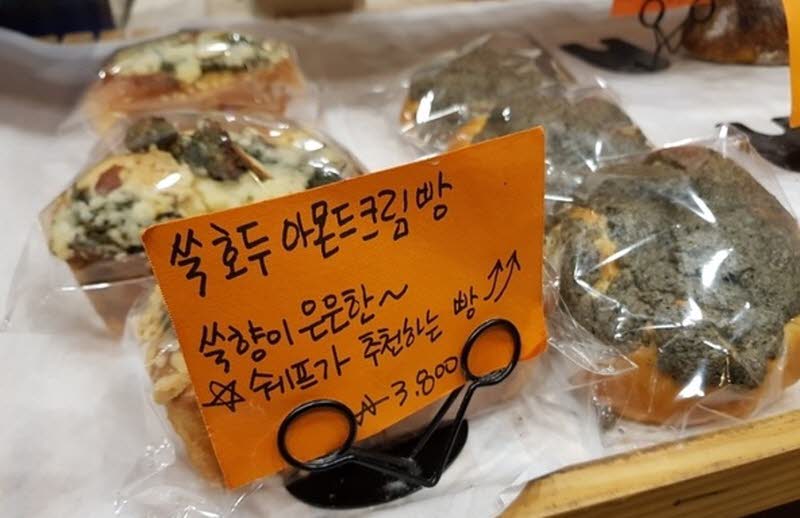 쑥 호두 아몬드크림 빵
쑥향이 은은한~
☆ 쉐프가 추천하는 빵 ↑↑
₩ 3.800